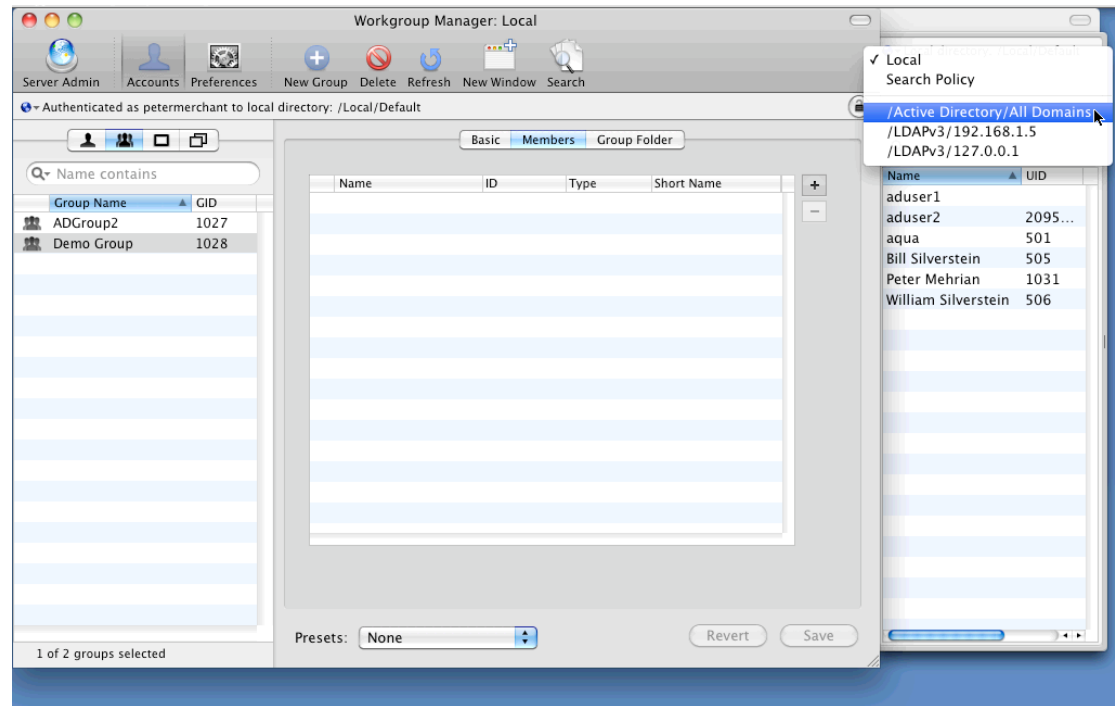 Workgroup Manager: Local
Server Admin
Accounts
Preferences
New Group
Delete
Refresh
New Window
Search
Authenticated as petermerchant to local directory: /Local/Default
Name contains
Group Name
GID
ADGroup2
1027
Demo Group
1028
1 of 2 groups selected
Basic
Members
Group Folder
Name
ID
Type
Short Name
+
−
Presets:
None
Revert
Save
✓ Local
Search Policy
/Active Directory/All Domains
/LDAPv3/192.168.1.5
/LDAPv3/127.0.0.1
Name
UID
aduser1
aduser2
2095...
aqua
501
Bill Silverstein
505
Peter Mehrian
1031
William Silverstein
506